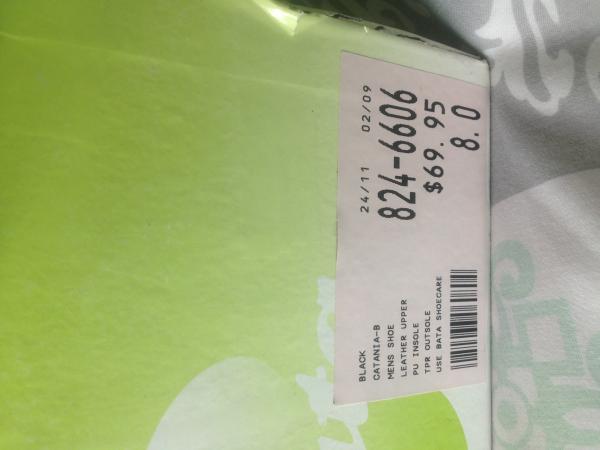 24/11 02/09
824-6606
$69.95
8.0
BLACK
CATANIA-B
MENS SHOE
LEATHER UPPER
PU INSOLE
TPR OUTSOLE
USE BATA SHOECARE